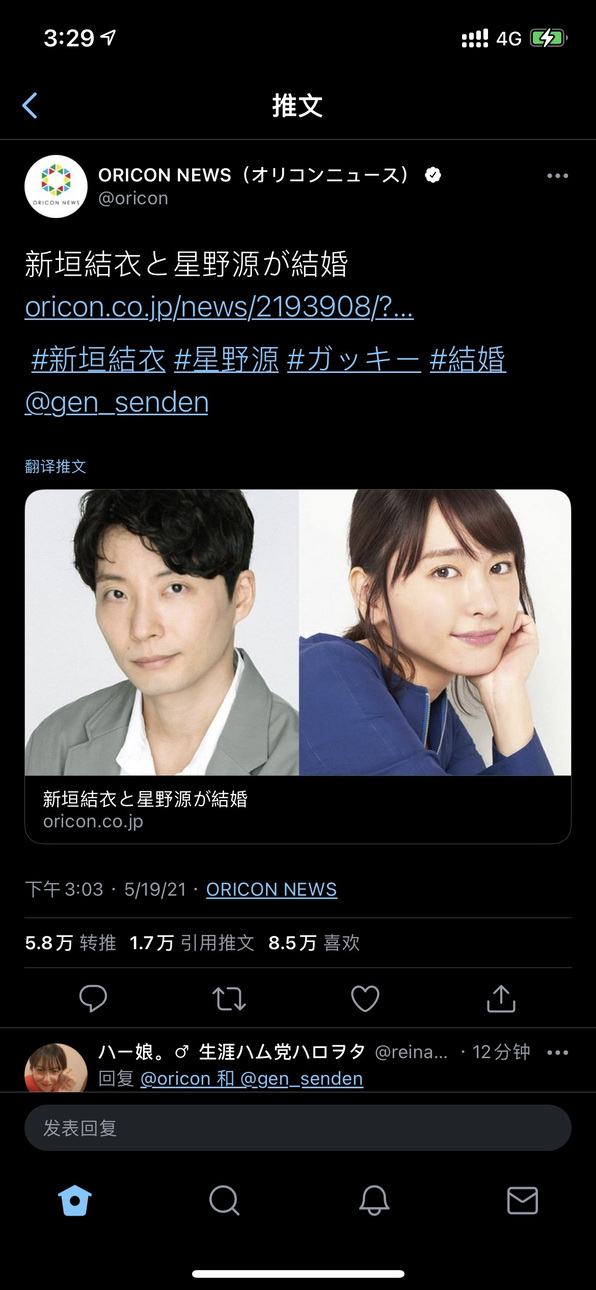 3:29
4G
推文
ORICON NEWS（オリコンニュース）
@oricon
ORICON NEWS
新垣結衣と星野源が結婚
oricon.co.jp/news/2193908/?...
#新垣結衣 #星野源 #ガッキー #結婚
@gen_senden
翻译推文
新垣結衣と星野源が結婚
oricon.co.jp
下午3:03 · 5/19/21 · ORICON NEWS
5.8万 转推 1.7万 引用推文 8.5万 喜欢
ハー娘。♂ 生涯ハム党ハロヲタ @reina... · 12分钟
回复 @oricon 和 @gen_senden
发表回复